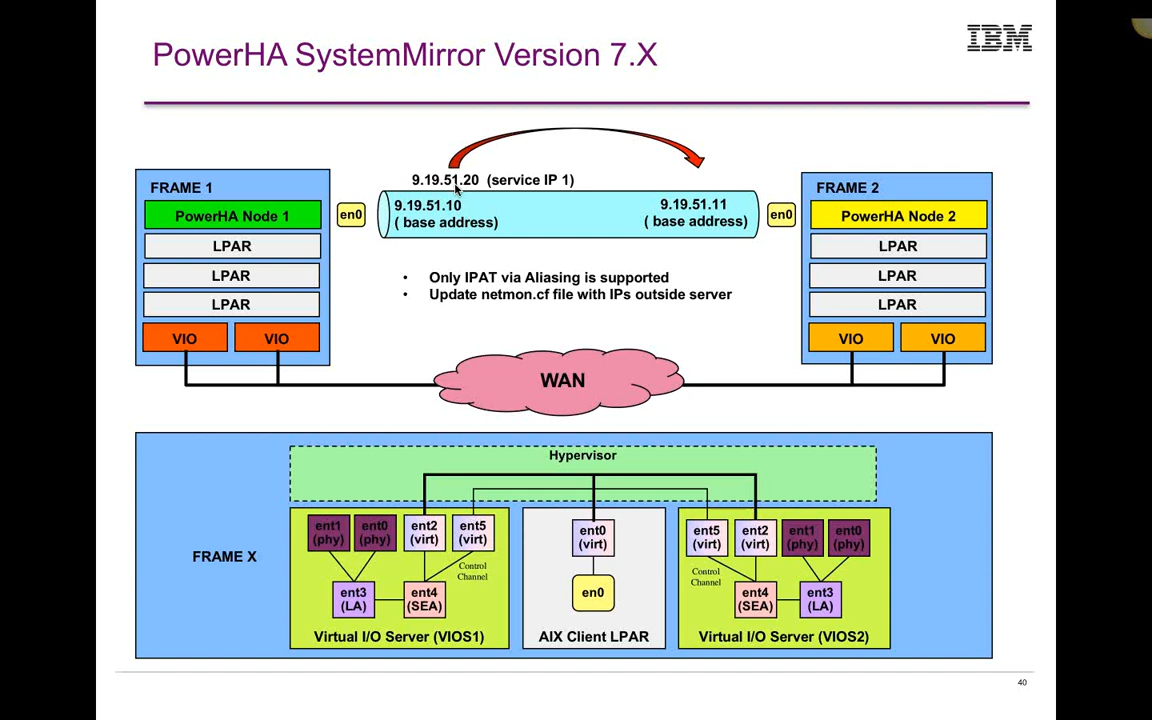 PowerHA SystemMirror Version 7.X
IBM
9.19.51.20 (service IP 1)
FRAME 1
PowerHA Node 1
LPAR
LPAR
LPAR
VIO
VIO
en0
9.19.51.10
( base address)
9.19.51.11
( base address)
en0
FRAME 2
PowerHA Node 2
LPAR
LPAR
LPAR
VIO
VIO
• Only IPAT via Aliasing is supported
• Update netmon.cf file with IPs outside server
WAN
Hypervisor
FRAME X
ent1
(phy)
ent0
(phy)
ent2
(virt)
ent5
(virt)
Control
Channel
ent3
(LA)
ent4
(SEA)
Virtual I/O Server (VIOS1)
ent0
(virt)
en0
AIX Client LPAR
ent5
(virt)
ent2
(virt)
ent1
(phy)
ent0
(phy)
Control
Channel
ent4
(SEA)
ent3
(LA)
Virtual I/O Server (VIOS2)
40